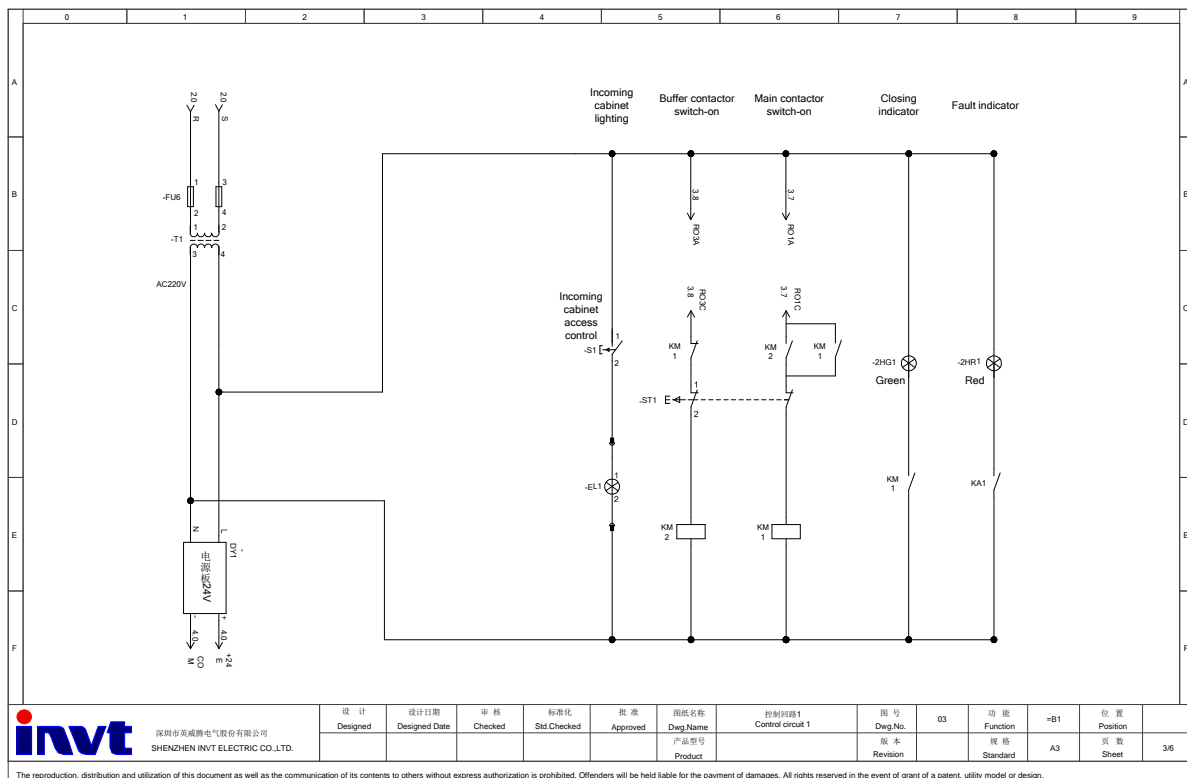 0 1 2 3 4 5 6 7 8 9
A
A
B
B
C
C
D
D
E
E
F
F
2.0
2.0
R
S
-FU6
1
3
2
4
1
2
-T1
3
4
AC220V
N
L
-
DY1
电源板24V
-
+
4.0
4.0
CO
M
+24
E
Incoming
cabinet
lighting
Incoming
cabinet
access
control
1
-S1
2
1
-EL1
2
Buffer contactor
switch-on
3.8
RO3A
3.8
RO3C
KM
1
1
-ST1
2
KM
2
Main contactor
switch-on
3.7
RO1A
3.7
RO1C
KM
2
KM
1
KM
1
Closing
indicator
-2HG1
Green
KM
1
Fault indicator
-2HR1
Red
KA1
invt
深圳市英威腾电气股份有限公司
SHENZHEN INVT ELECTRIC CO.,LTD.
设 计
Designed
设计日期
Designed Date
审 核
Checked
标准化
Std.Checked
批 准
Approved
图纸名称
Dwg.Name
控制回路1
Control circuit 1
图 号
Dwg.No.
03
功 能
Function
=B1
位 置
Position
产品型号
Product
版 本
Revision
规 格
Standard
A3
页 数
Sheet
3/6
The reproduction, distribution and utilization of this document as well as the communication of its contents to others without express authorization is prohibited. Offenders will be held liable for the payment of damages. All rights reserved in the event of grant of a patent, utility model or design.